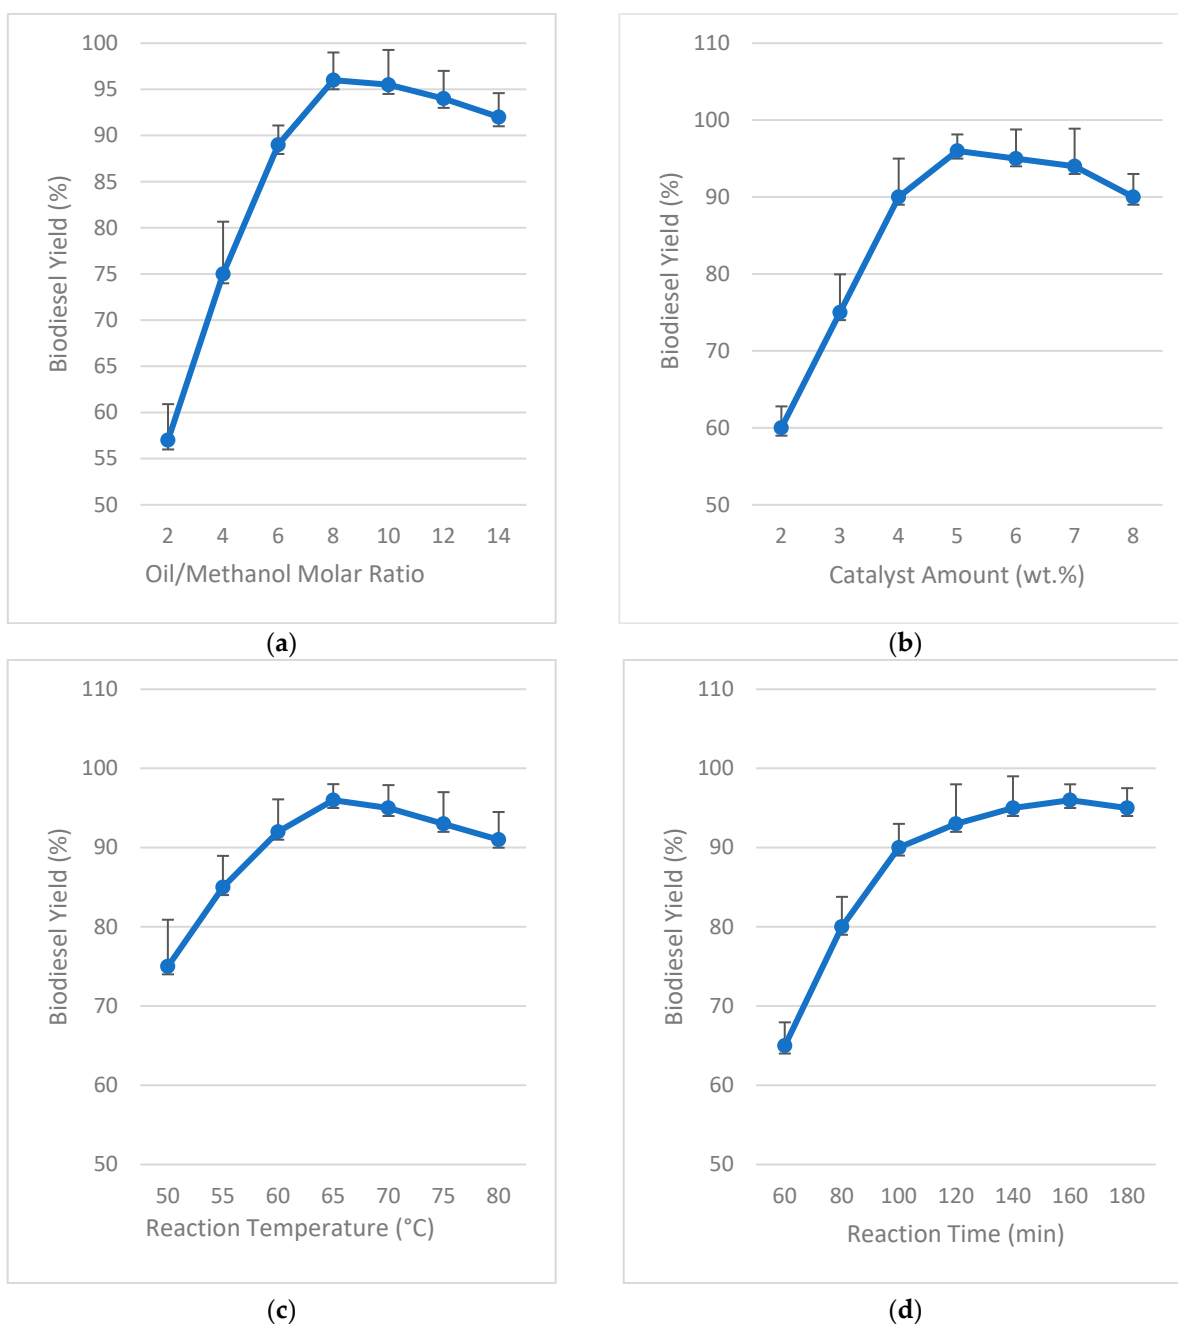 100
95
90
85
80
75
70
65
60
55
50
Biodiesel Yield (%)
2 4 6 8 10 12 14
Oil/Methanol Molar Ratio
(a)
110
100
90
80
70
60
50
Biodiesel Yield (%)
2 3 4 5 6 7 8
Catalyst Amount (wt.%)
(b)
110
100
90
80
70
60
50
Biodiesel Yield (%)
50 55 60 65 70 75 80
Reaction Temperature (°C)
(c)
110
100
90
80
70
60
50
Biodiesel Yield (%)
60 80 100 120 140 160 180
Reaction Time (min)
(d)